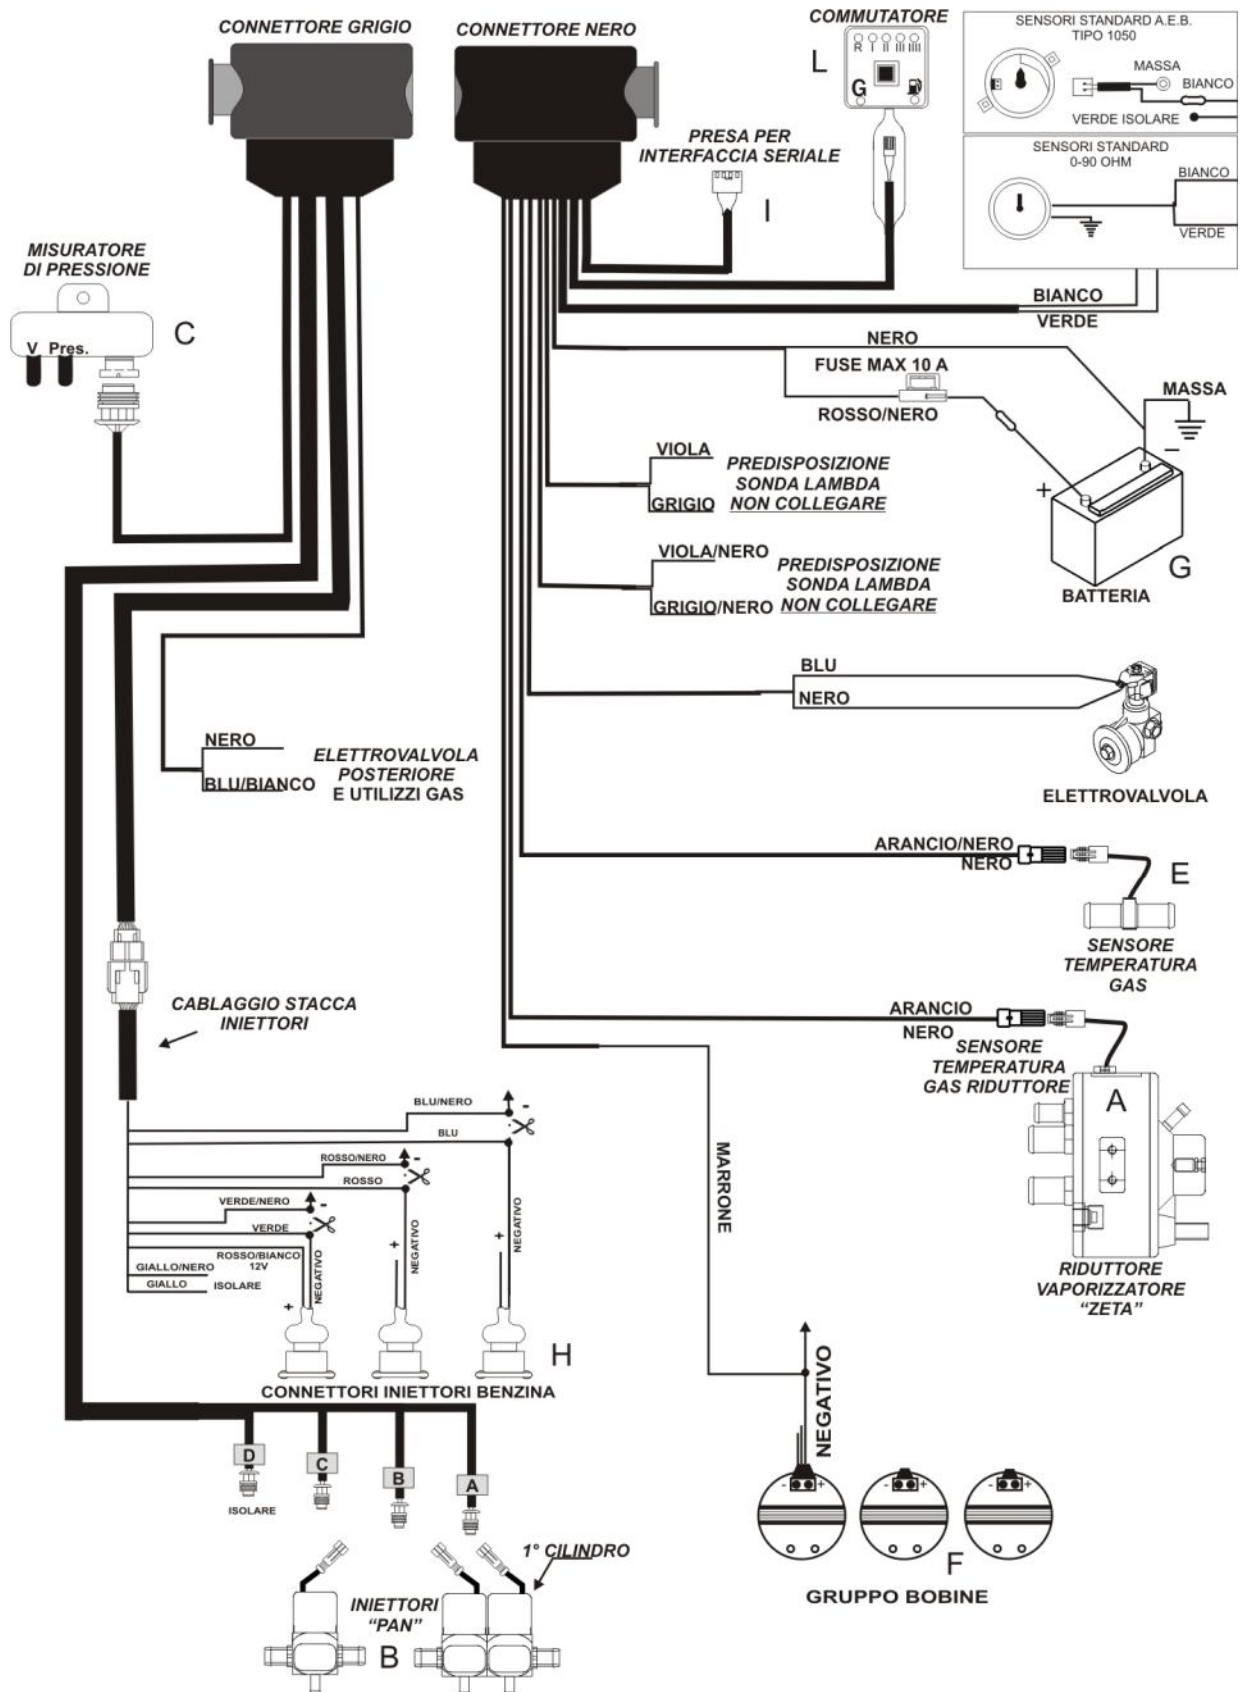 CONNETTORE GRIGIO
CONNETTORE NERO
COMMUTATORE
L
R I II III IIII
G
SENSORI STANDARD A.E.B.
TIPO 1050
MASSA
BIANCO
VERDE ISOLARE
SENSORI STANDARD
0-90 OHM
BIANCO
VERDE
PRESA PER
INTERFACCIA SERIALE
I
MISURATORE
DI PRESSIONE
V Pres.
C
BIANCO
VERDE
NERO
FUSE MAX 10 A
ROSSO/NERO
MASSA
-
+
G
BATTERIA
VIOLA
GRIGIO
PREDISPOSIZIONE
SONDA LAMBDA
NON COLLEGARE
VIOLA/NERO
GRIGIO/NERO
PREDISPOSIZIONE
SONDA LAMBDA
NON COLLEGARE
BLU
NERO
ELETTROVALVOLA
NERO
BLU/BIANCO
ELETTROVALVOLA
POSTERIORE
E UTILIZZI GAS
ARANCIO/NERO
NERO
E
SENSORE
TEMPERATURA
GAS
CABLAGGIO STACCA
INIETTORI
ARANCIO
NERO
SENSORE
TEMPERATURA
GAS RIDUTTORE
A
RIDUTTORE
VAPORIZZATORE
“ZETA”
MARRONE
BLU/NERO
-
BLU
ROSSO/NERO
-
ROSSO
VERDE/NERO
-
VERDE
ROSSO/BIANCO
12V
GIALLO/NERO
GIALLO
ISOLARE
+
NEGATIVO
+
NEGATIVO
+
NEGATIVO
H
CONNETTORI INIETTORI BENZINA
D
C
B
A
ISOLARE
1° CILINDRO
INIETTORI
“PAN”
B
NEGATIVO
- +
- +
- +
F
GRUPPO BOBINE